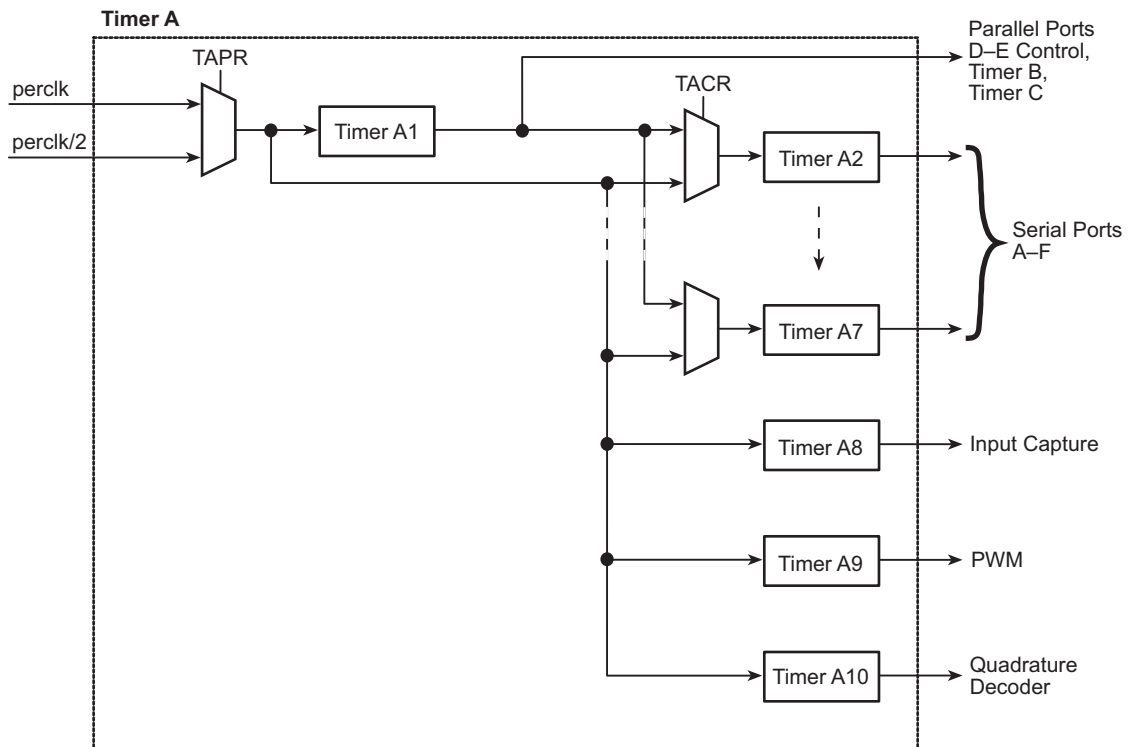 Timer A
TAPR
perclk
perclk/2
Timer A1
TACR
Parallel Ports
D–E Control,
Timer B,
Timer C
Timer A2
Serial Ports
A–F
Timer A7
Timer A8
Input Capture
Timer A9
PWM
Timer A10
Quadrature
Decoder